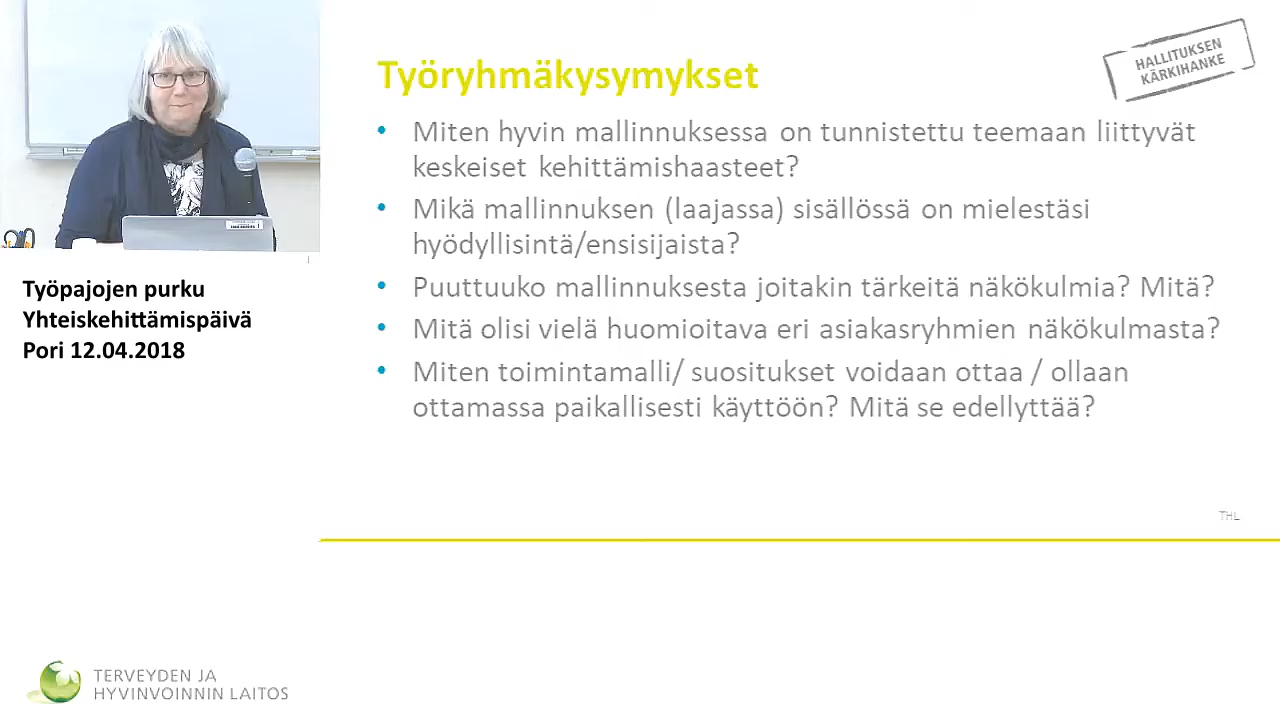 Työryhmäkysymykset
HALLITUKSEN
KÄRKIHANKE
• Miten hyvin mallinnuksessa on tunnistettu teemaan liittyvät
keskeiset kehittämishaasteet?
• Mikä mallinnuksen (laajassa) sisällössä on mielestäsi
hyödyllisintä/ensisijaista?
• Puuttuuko mallinnuksesta joitakin tärkeitä näkökulmia? Mitä?
• Mitä olisi vielä huomioitava eri asiakasryhmien näkökulmasta?
• Miten toimintamalli/ suositukset voidaan ottaa / ollaan
ottamassa paikallisesti käyttöön? Mitä se edellyttää?
THL
Työpajojen purku
Yhteiskehittämispäivä
Pori 12.04.2018
TERVEYDEN JA
HYVINVOINNIN LAITOS